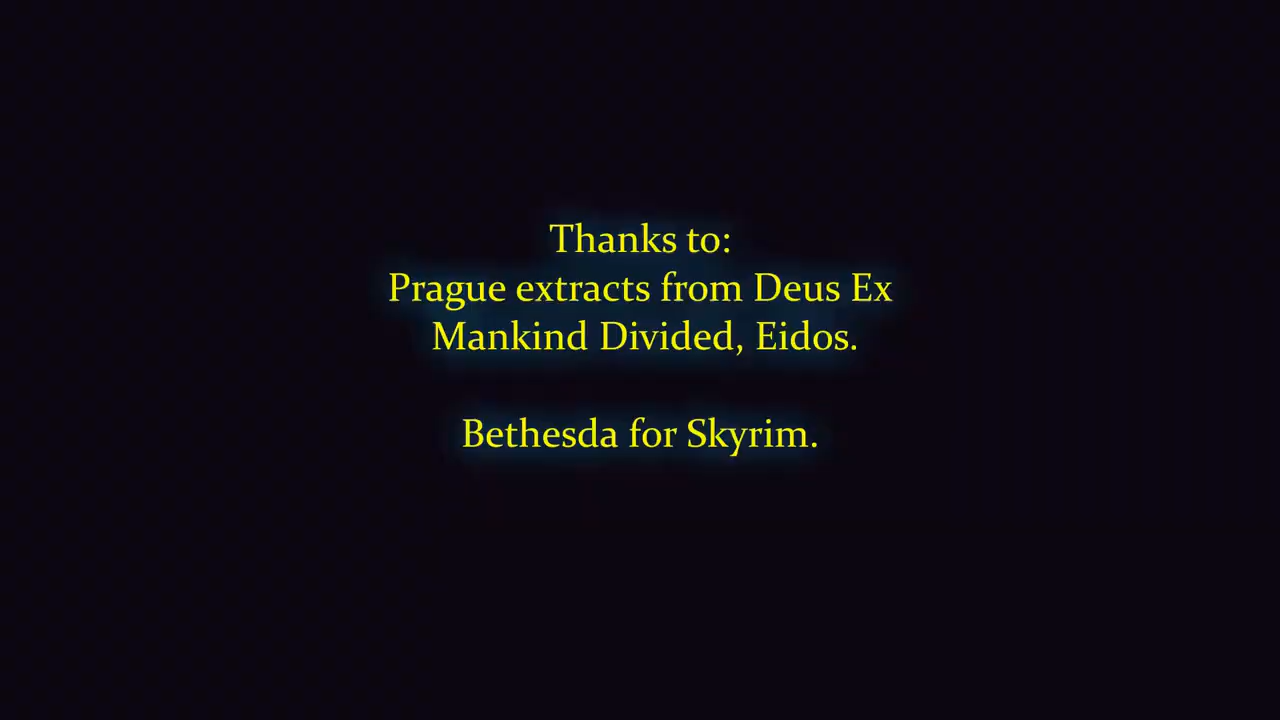 Thanks to:
Prague extracts from Deus Ex
Mankind Divided, Eidos.
Bethesda for Skyrim.